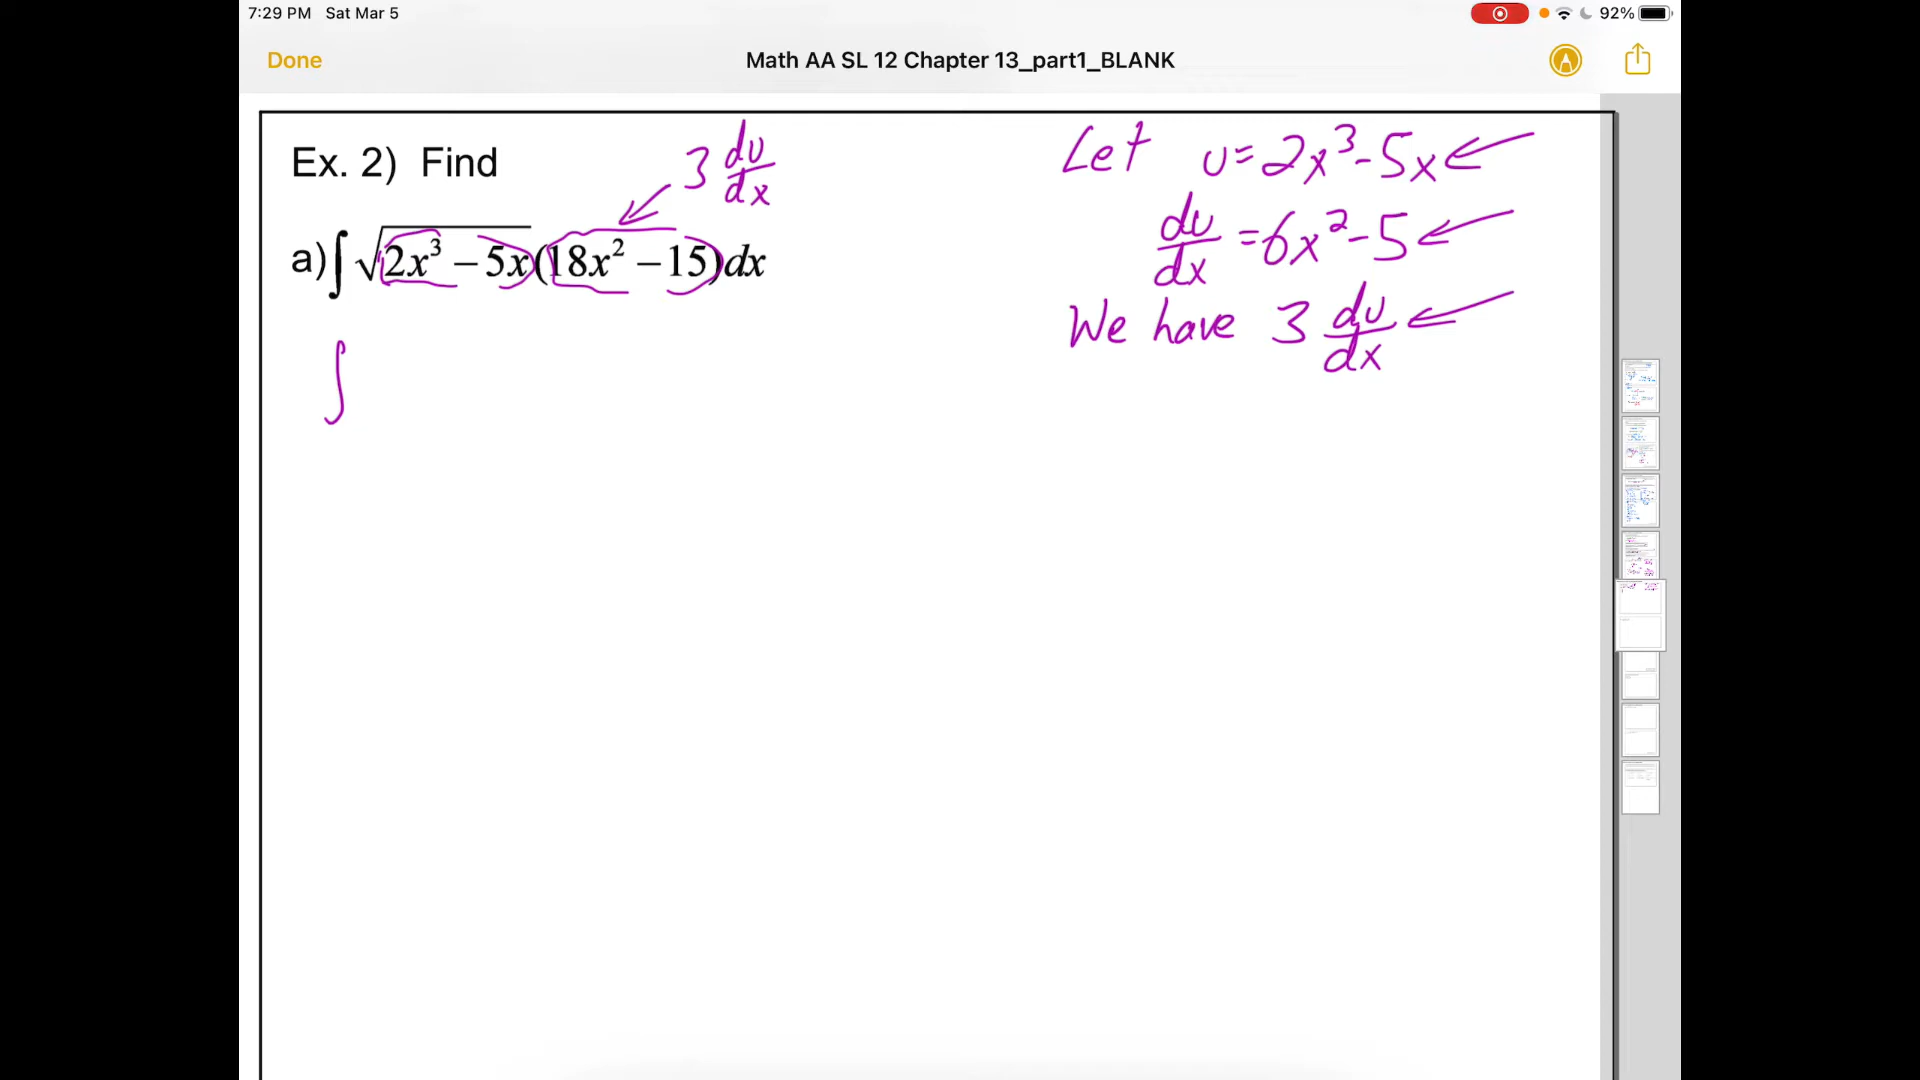 7:29 PM Sat Mar 5
92%
Done
Math AA SL 12 Chapter 13_part1_BLANK
Ex. 2) Find
3 du/dx
a) ∫ √(2x³ − 5x) (18x² − 15)dx
∫
Let u = 2x³ - 5x
du/dx = 6x² - 5
We have 3 du/dx